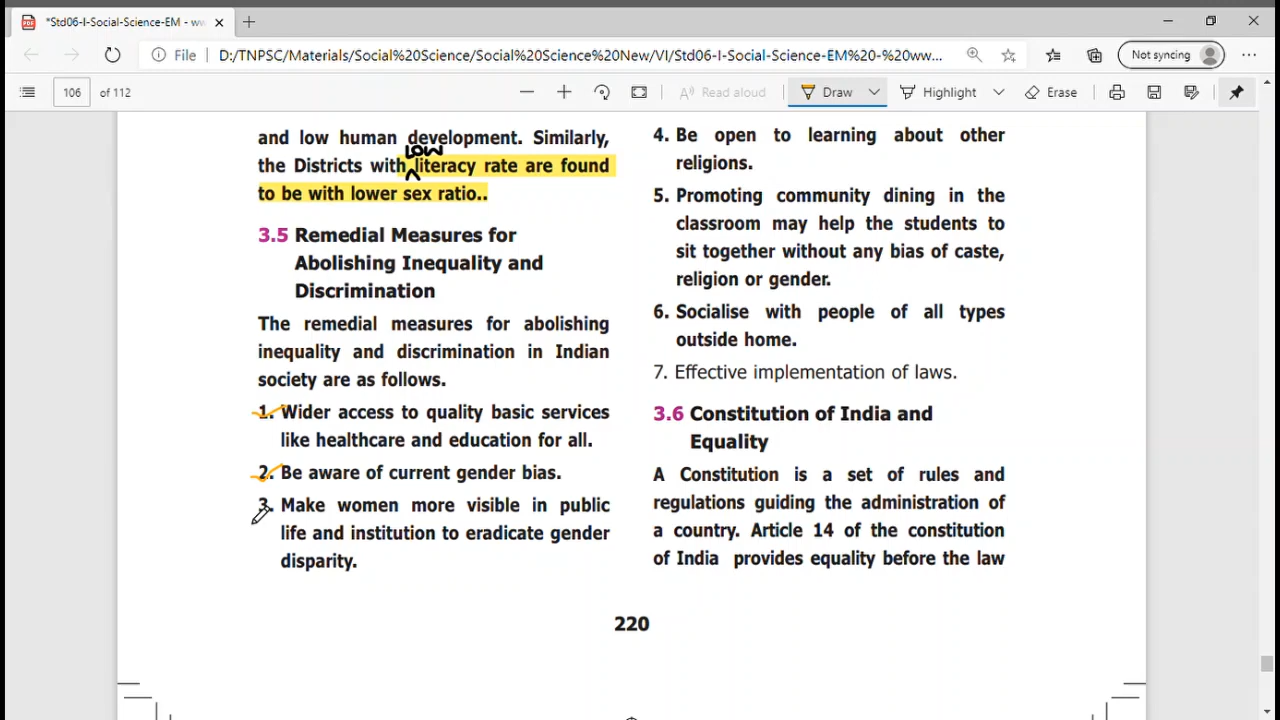 *Std06-I-Social-Science-EM - ww
File
D:/TNPSC/Materials/Social%20Science/Social%20Science%20New/VI/Std06-I-Social-Science-EM%20-%20ww...
Not syncing
106 of 112
Read aloud
Draw
Highlight
Erase
and low human development. Similarly,
low
the Districts with literacy rate are found
to be with lower sex ratio..
3.5 Remedial Measures for
Abolishing Inequality and
Discrimination
The remedial measures for abolishing
inequality and discrimination in Indian
society are as follows.
1. Wider access to quality basic services
like healthcare and education for all.
2. Be aware of current gender bias.
3. Make women more visible in public
life and institution to eradicate gender
disparity.
4. Be open to learning about other
religions.
5. Promoting community dining in the
classroom may help the students to
sit together without any bias of caste,
religion or gender.
6. Socialise with people of all types
outside home.
7. Effective implementation of laws.
3.6 Constitution of India and
Equality
A Constitution is a set of rules and
regulations guiding the administration of
a country. Article 14 of the constitution
of India provides equality before the law
220